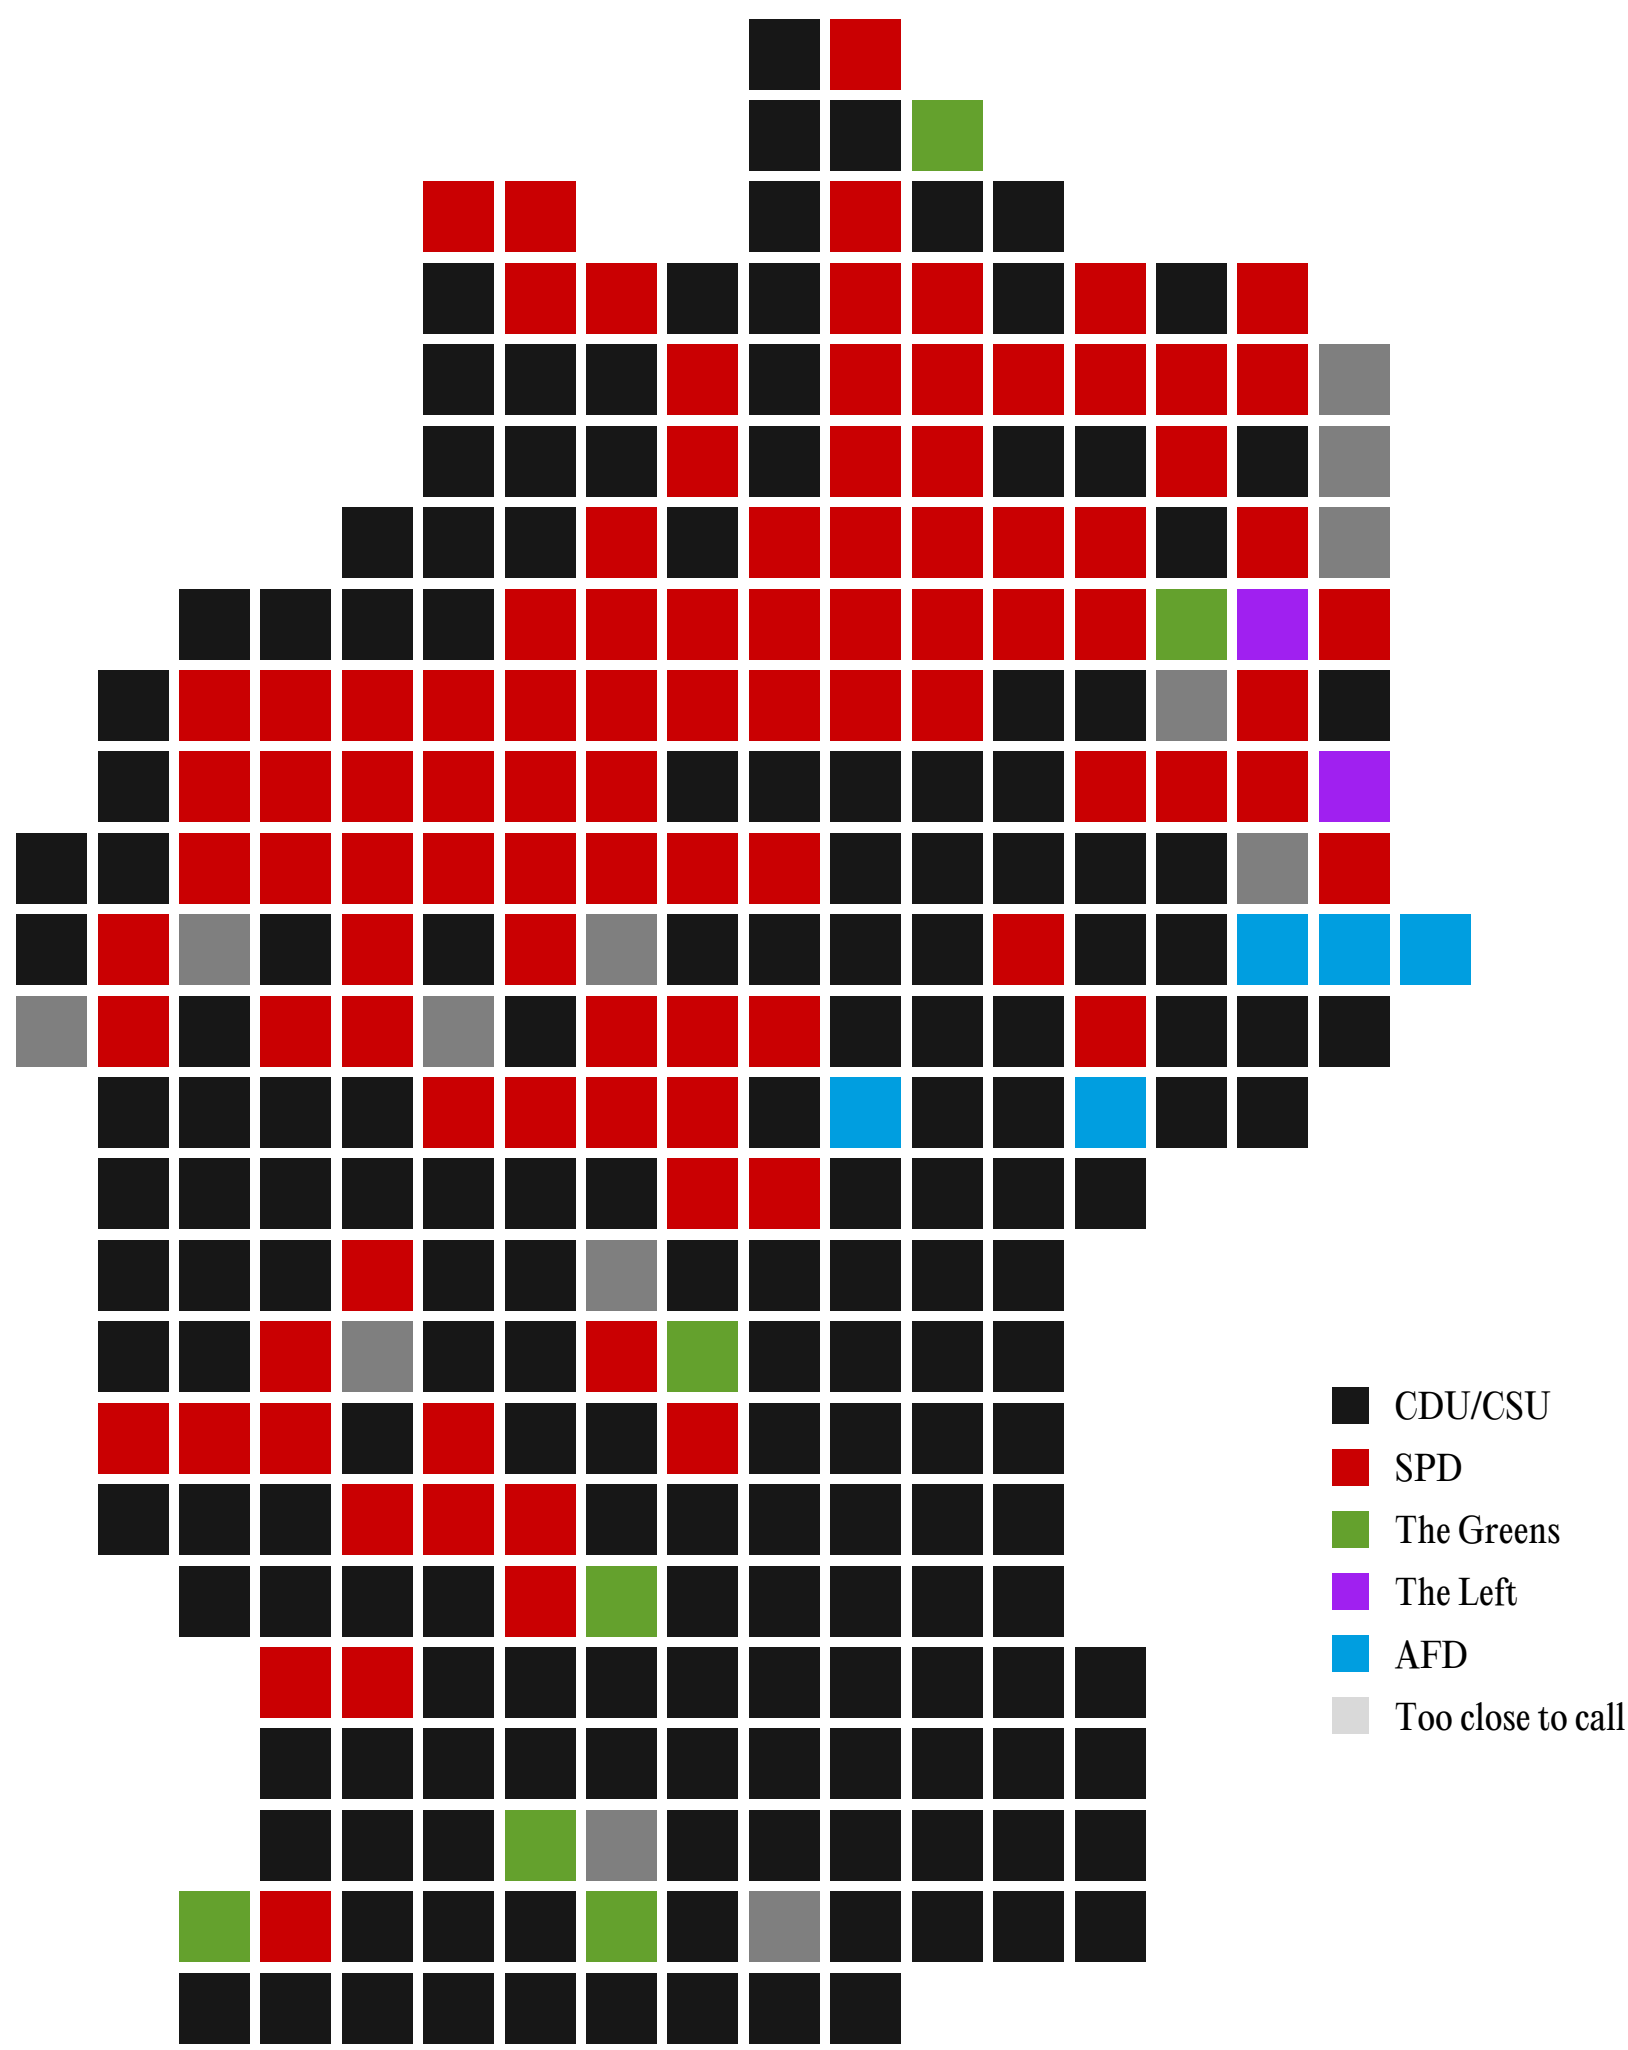 CDU/CSU
SPD
The Greens
The Left
AFD
Too close to call